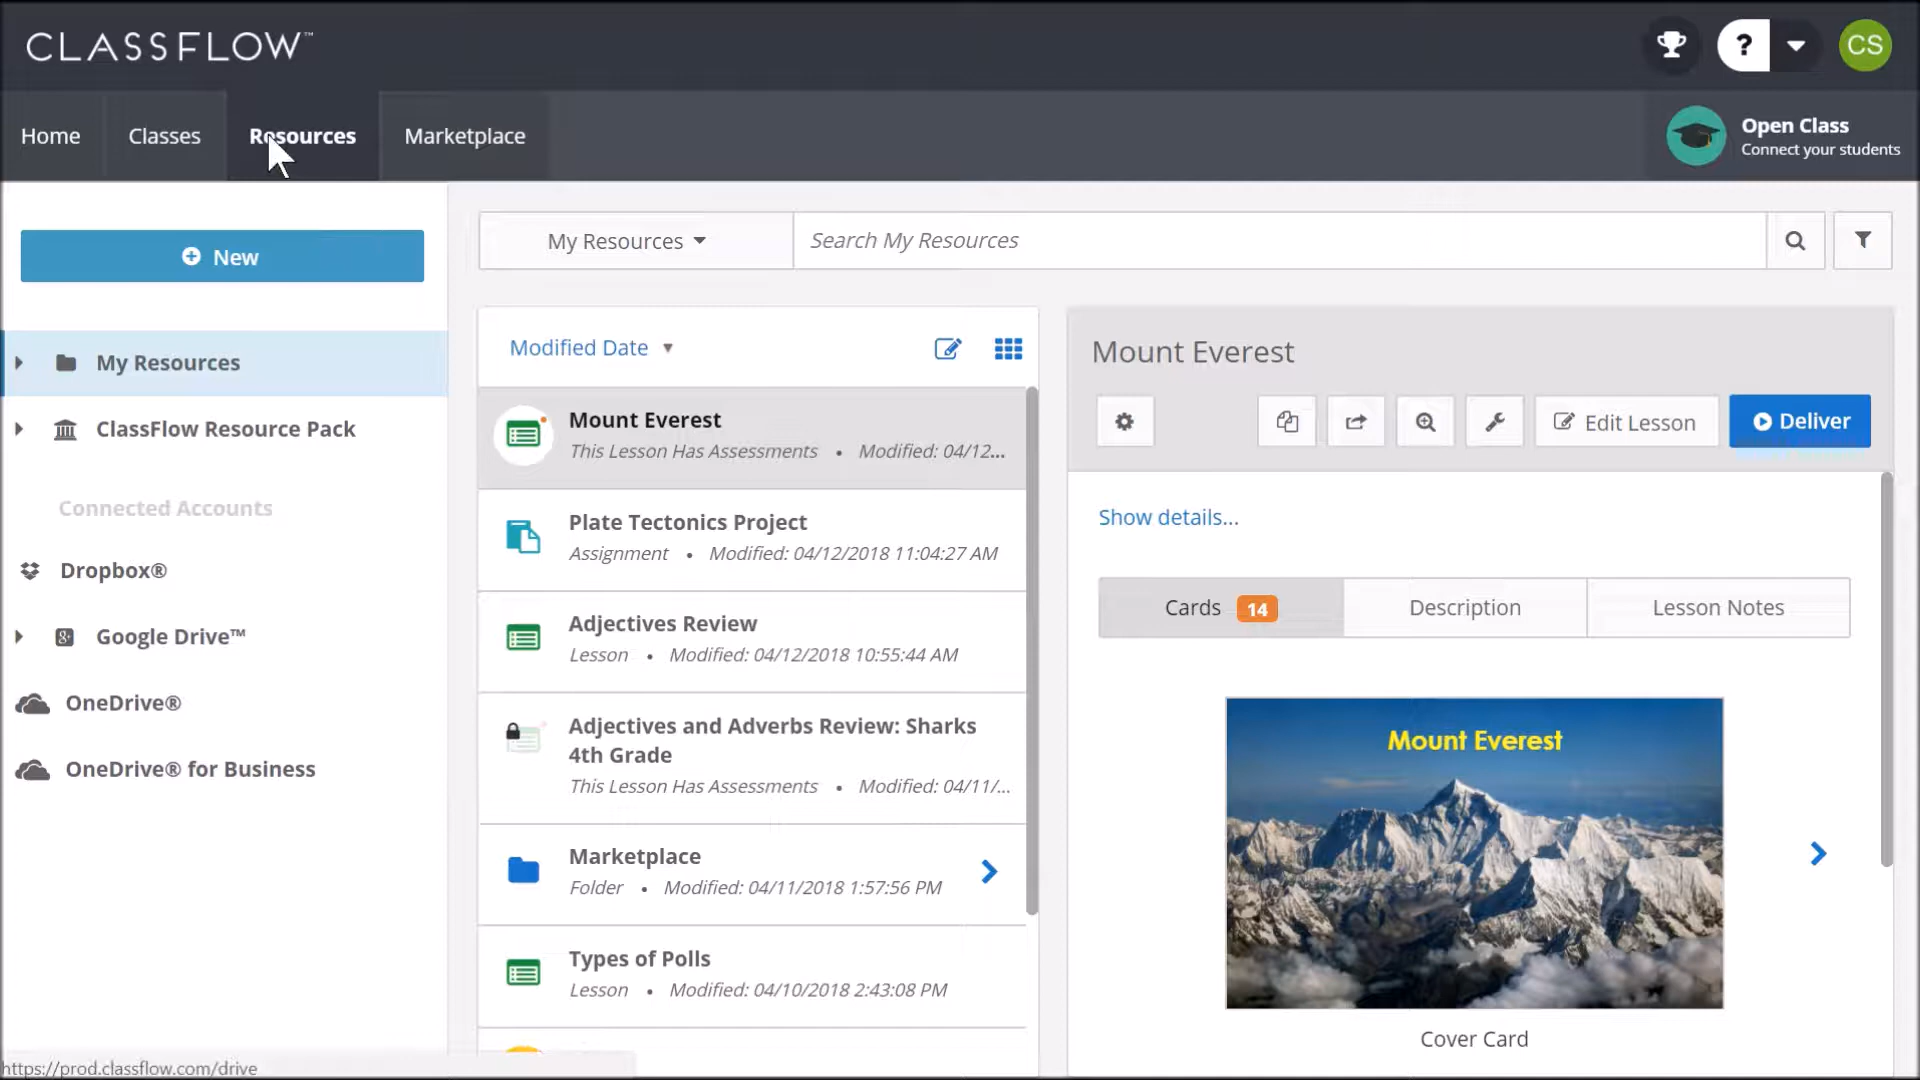 CLASSFLOW™
?
CS
Home
Classes
Resources
Marketplace
Open Class
Connect your students
New
My Resources
Search My Resources
My Resources
ClassFlow Resource Pack
Connected Accounts
Dropbox®
Google Drive™
OneDrive®
OneDrive® for Business
Modified Date
Mount Everest
This Lesson Has Assessments • Modified: 04/12...
Plate Tectonics Project
Assignment • Modified: 04/12/2018 11:04:27 AM
Adjectives Review
Lesson • Modified: 04/12/2018 10:55:44 AM
Adjectives and Adverbs Review: Sharks
4th Grade
This Lesson Has Assessments • Modified: 04/11/...
Marketplace
Folder • Modified: 04/11/2018 1:57:56 PM
Types of Polls
Lesson • Modified: 04/10/2018 2:43:08 PM
Mount Everest
Edit Lesson
Deliver
Show details...
Cards 14
Description
Lesson Notes
Mount Everest
Cover Card
https://prod.classflow.com/drive